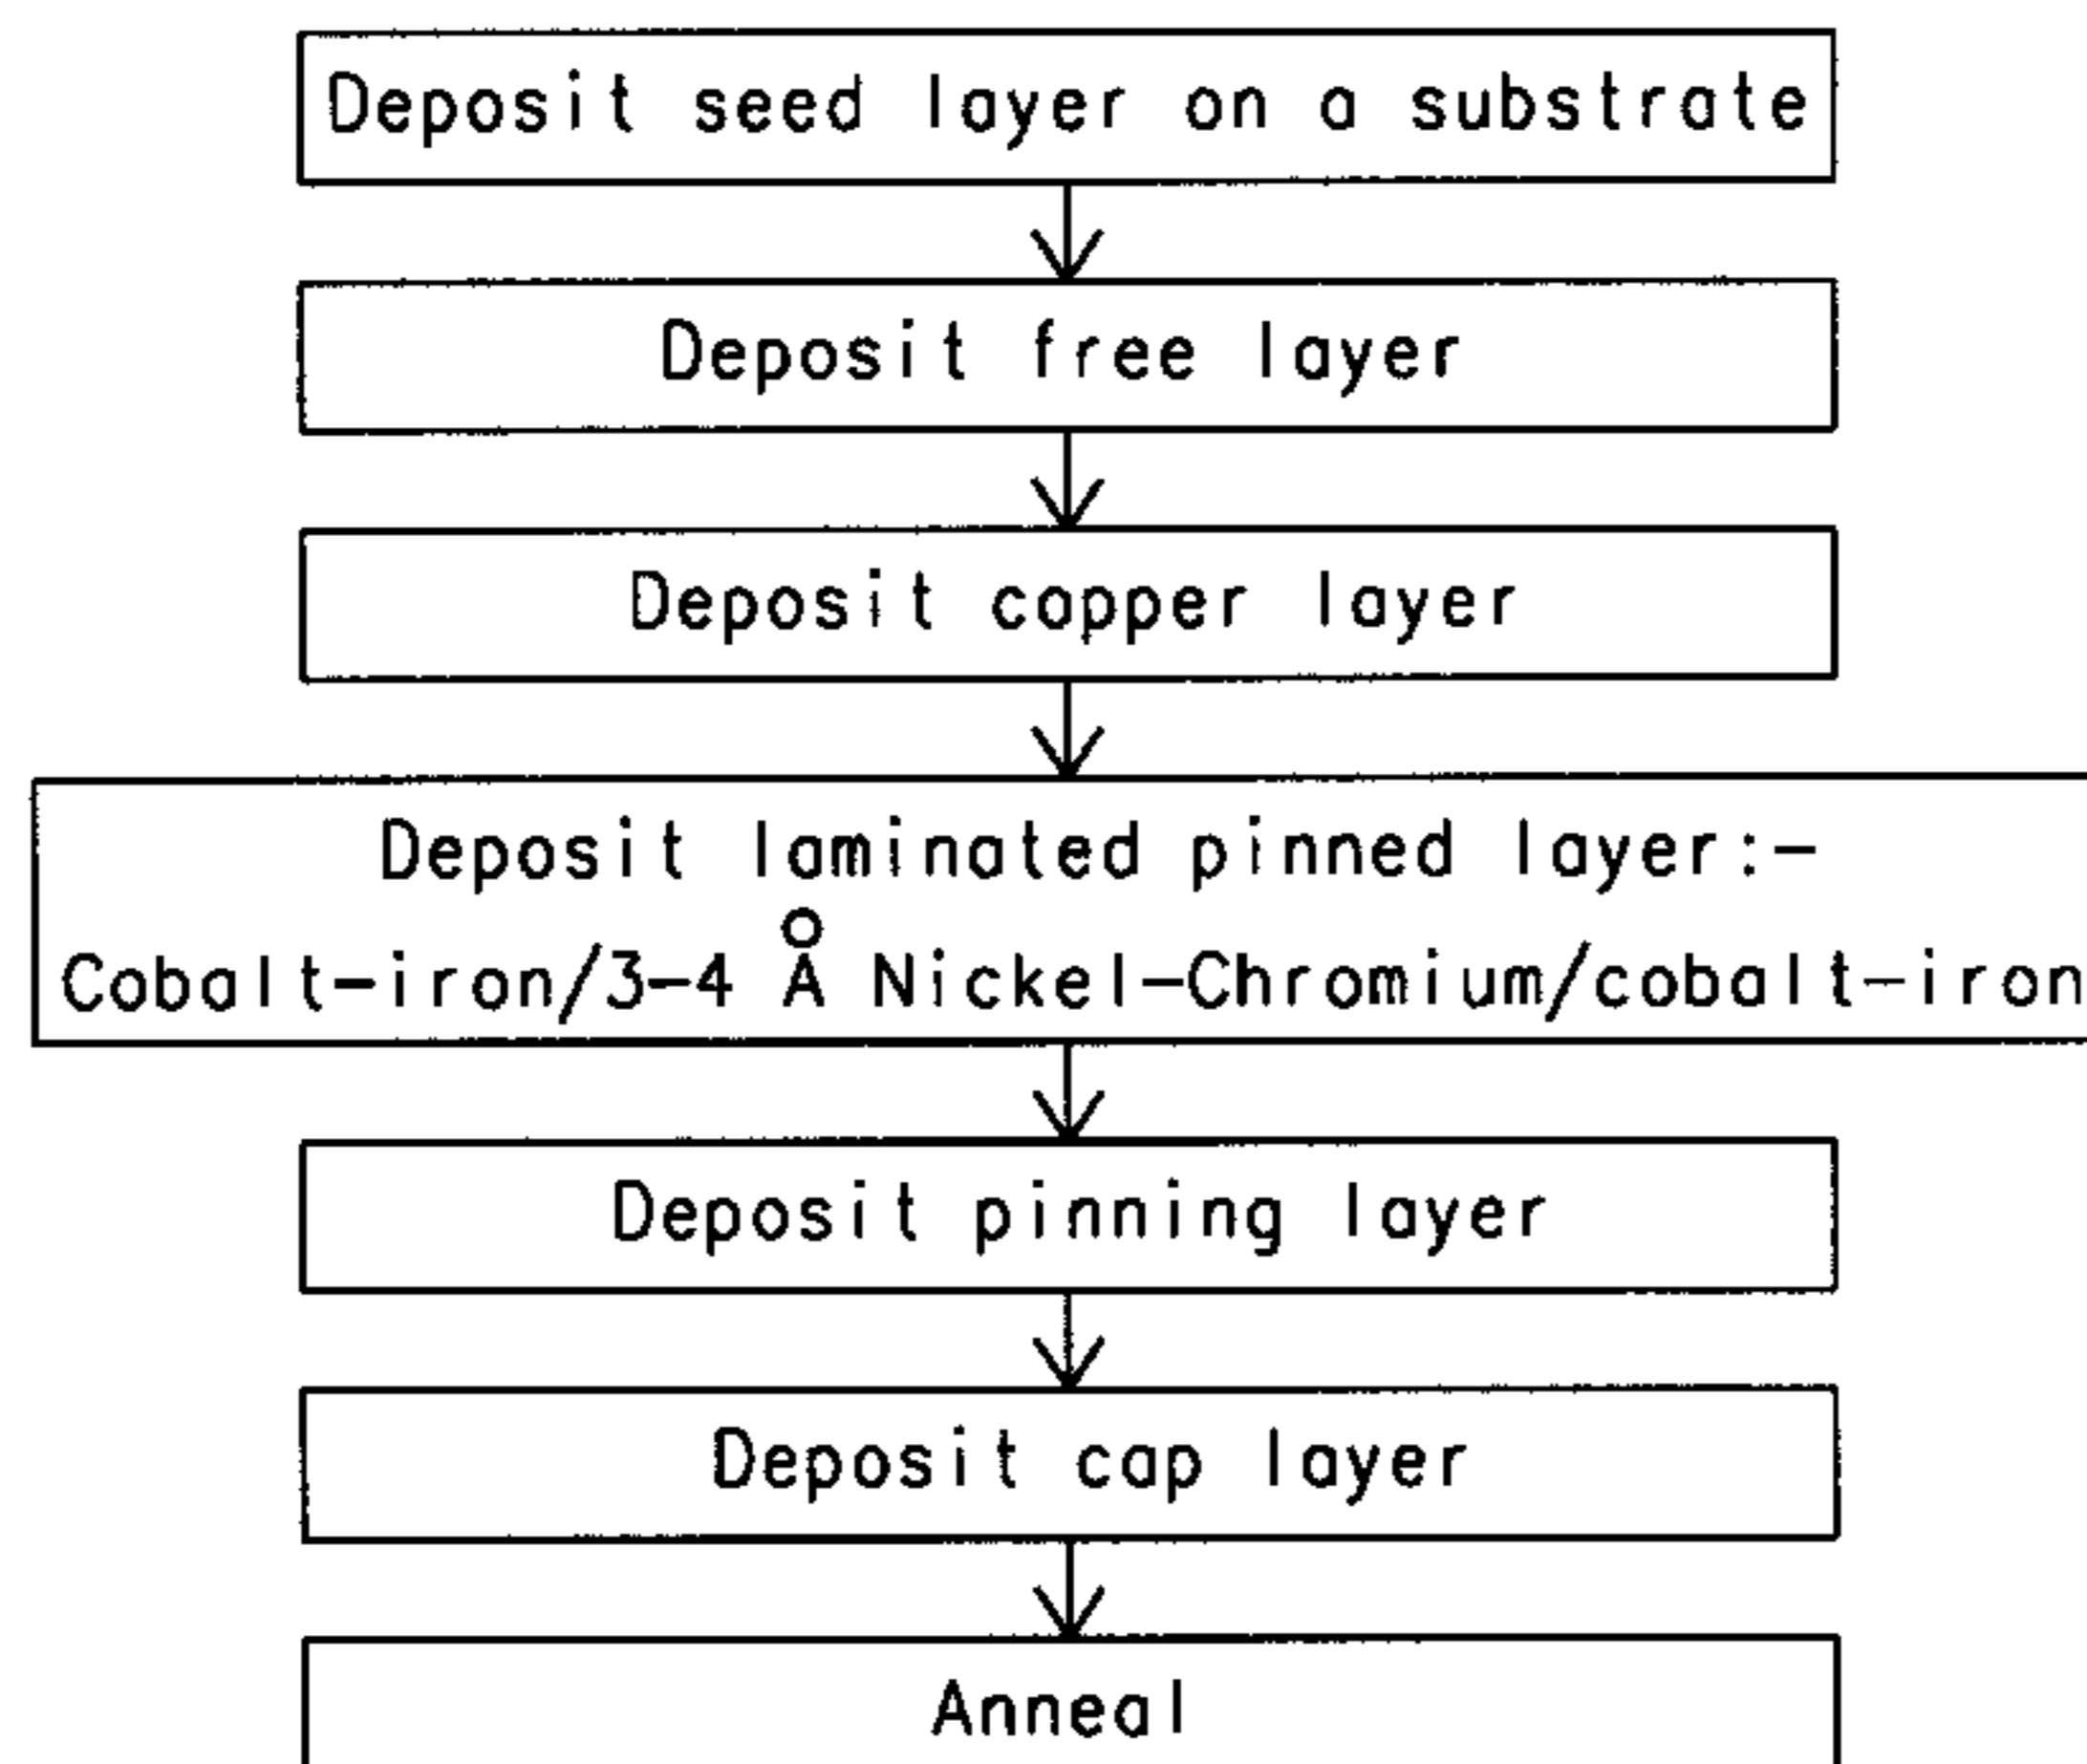 Deposit seed layer on a substrate
Deposit free layer
Deposit copper layer
Deposit laminated pinned layer:-
Cobalt-iron/3-4 Å Nickel-Chromium/cobalt-iron
Deposit pinning layer
Deposit cap layer
Anneal